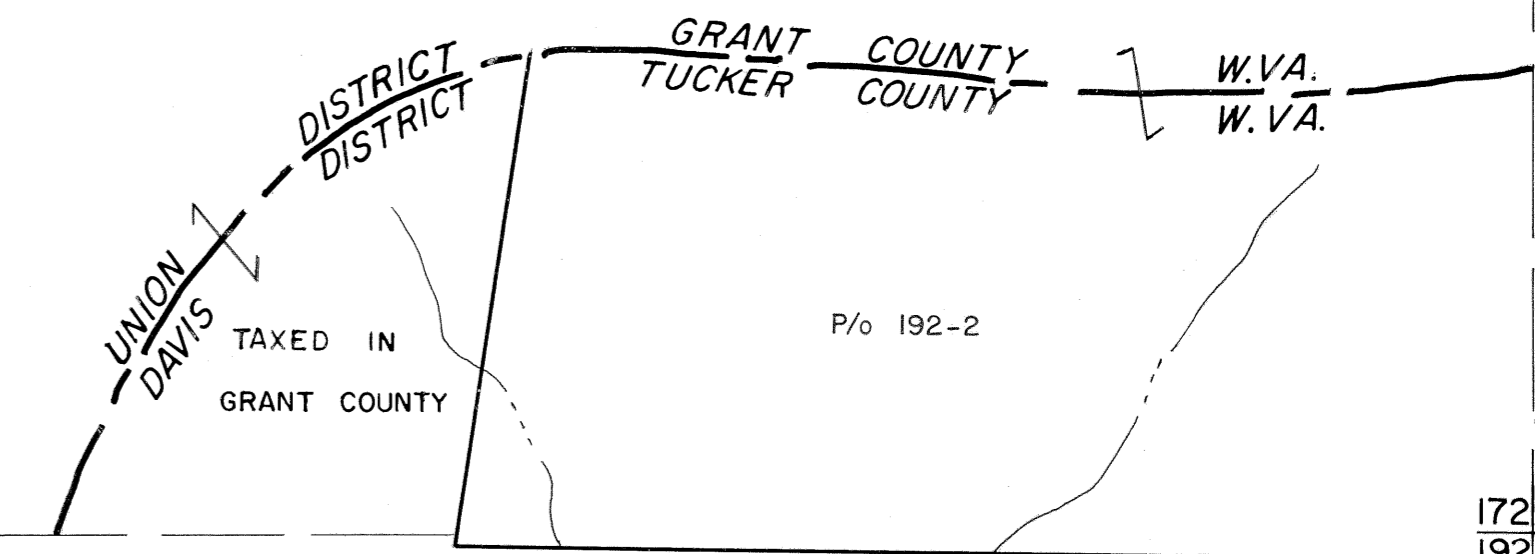 GRANT COUNTY W.VA.
TUCKER COUNTY W.VA.
UNION DISTRICT
DAVIS DISTRICT
TAXED IN
GRANT COUNTY
P/o 192-2
172
192